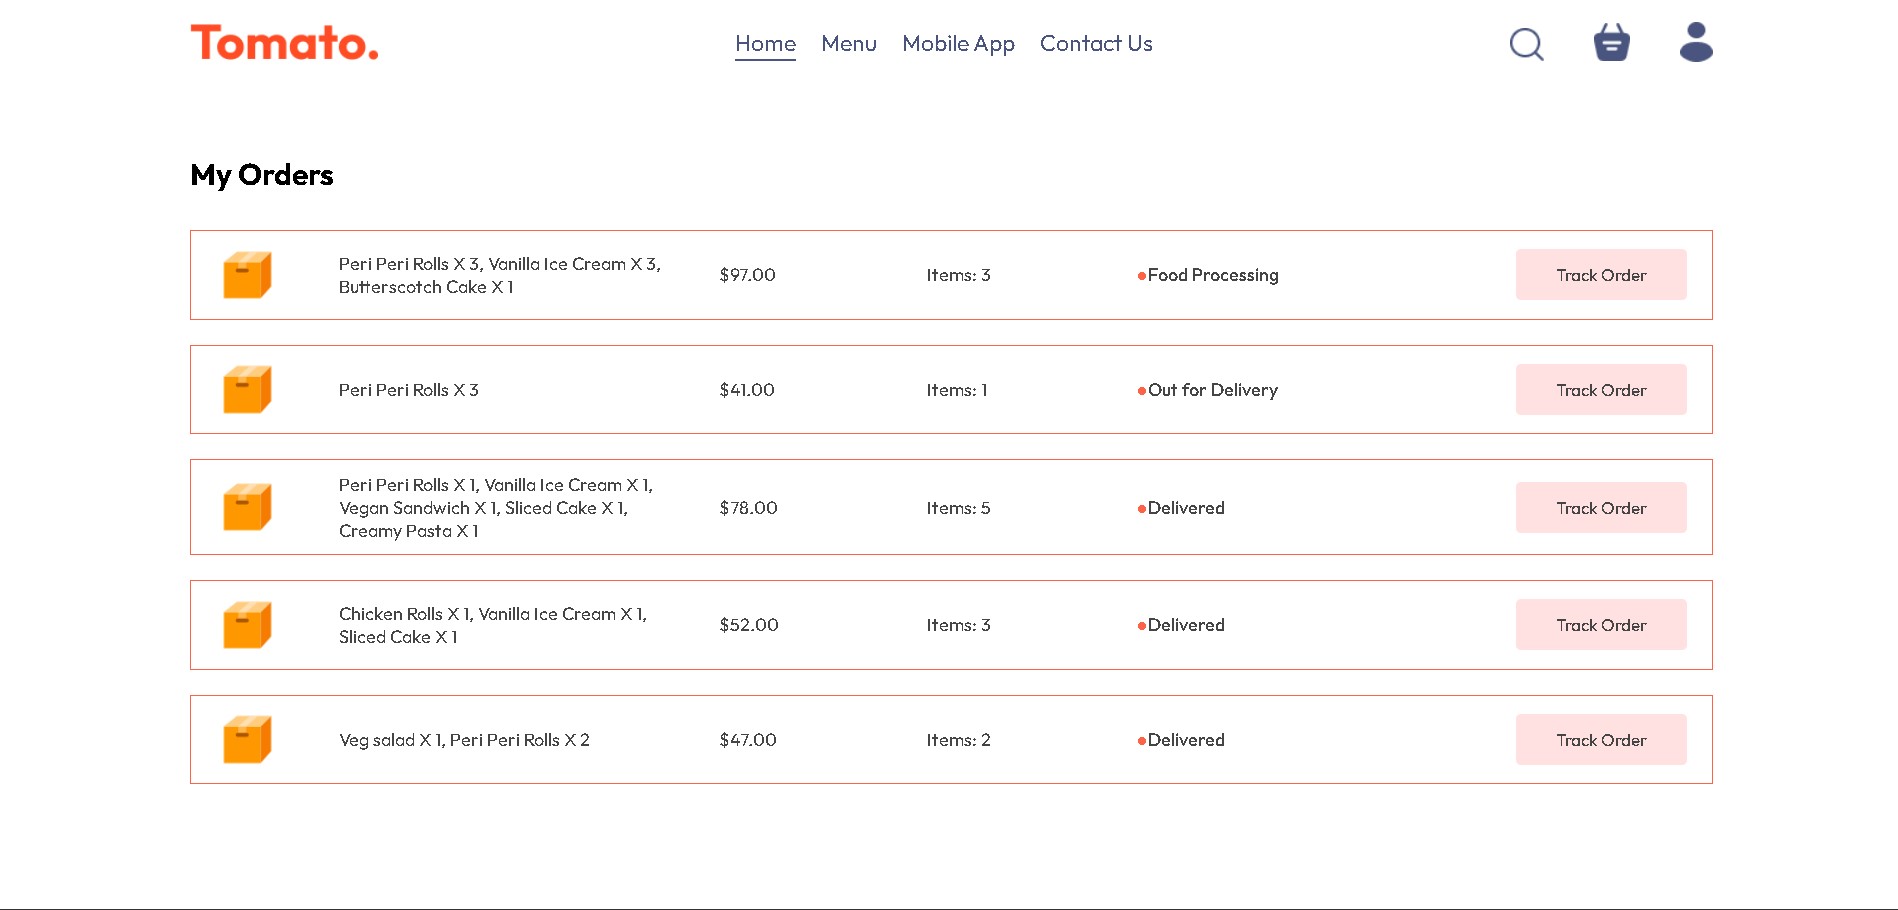 Tomato.
Home Menu Mobile App Contact Us
My Orders
Peri Peri Rolls X 3, Vanilla Ice Cream X 3,
Butterscotch Cake X 1
$97.00
Items: 3
Food Processing
Track Order
Peri Peri Rolls X 3
$41.00
Items: 1
Out for Delivery
Track Order
Peri Peri Rolls X 1, Vanilla Ice Cream X 1,
Vegan Sandwich X 1, Sliced Cake X 1,
Creamy Pasta X 1
$78.00
Items: 5
Delivered
Track Order
Chicken Rolls X 1, Vanilla Ice Cream X 1,
Sliced Cake X 1
$52.00
Items: 3
Delivered
Track Order
Veg salad X 1, Peri Peri Rolls X 2
$47.00
Items: 2
Delivered
Track Order